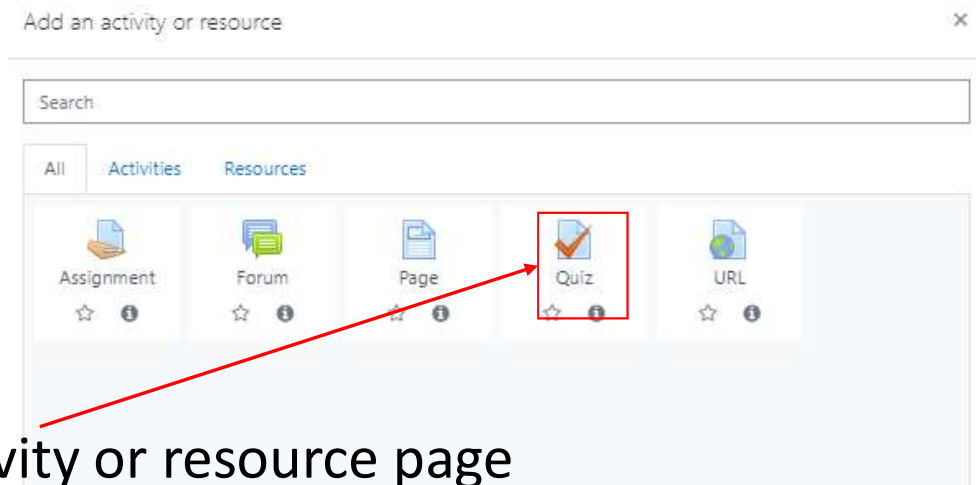 Add an activity or resource ×
Search
All Activities Resources
Assignment Forum Page Quiz URL
vity or resource page